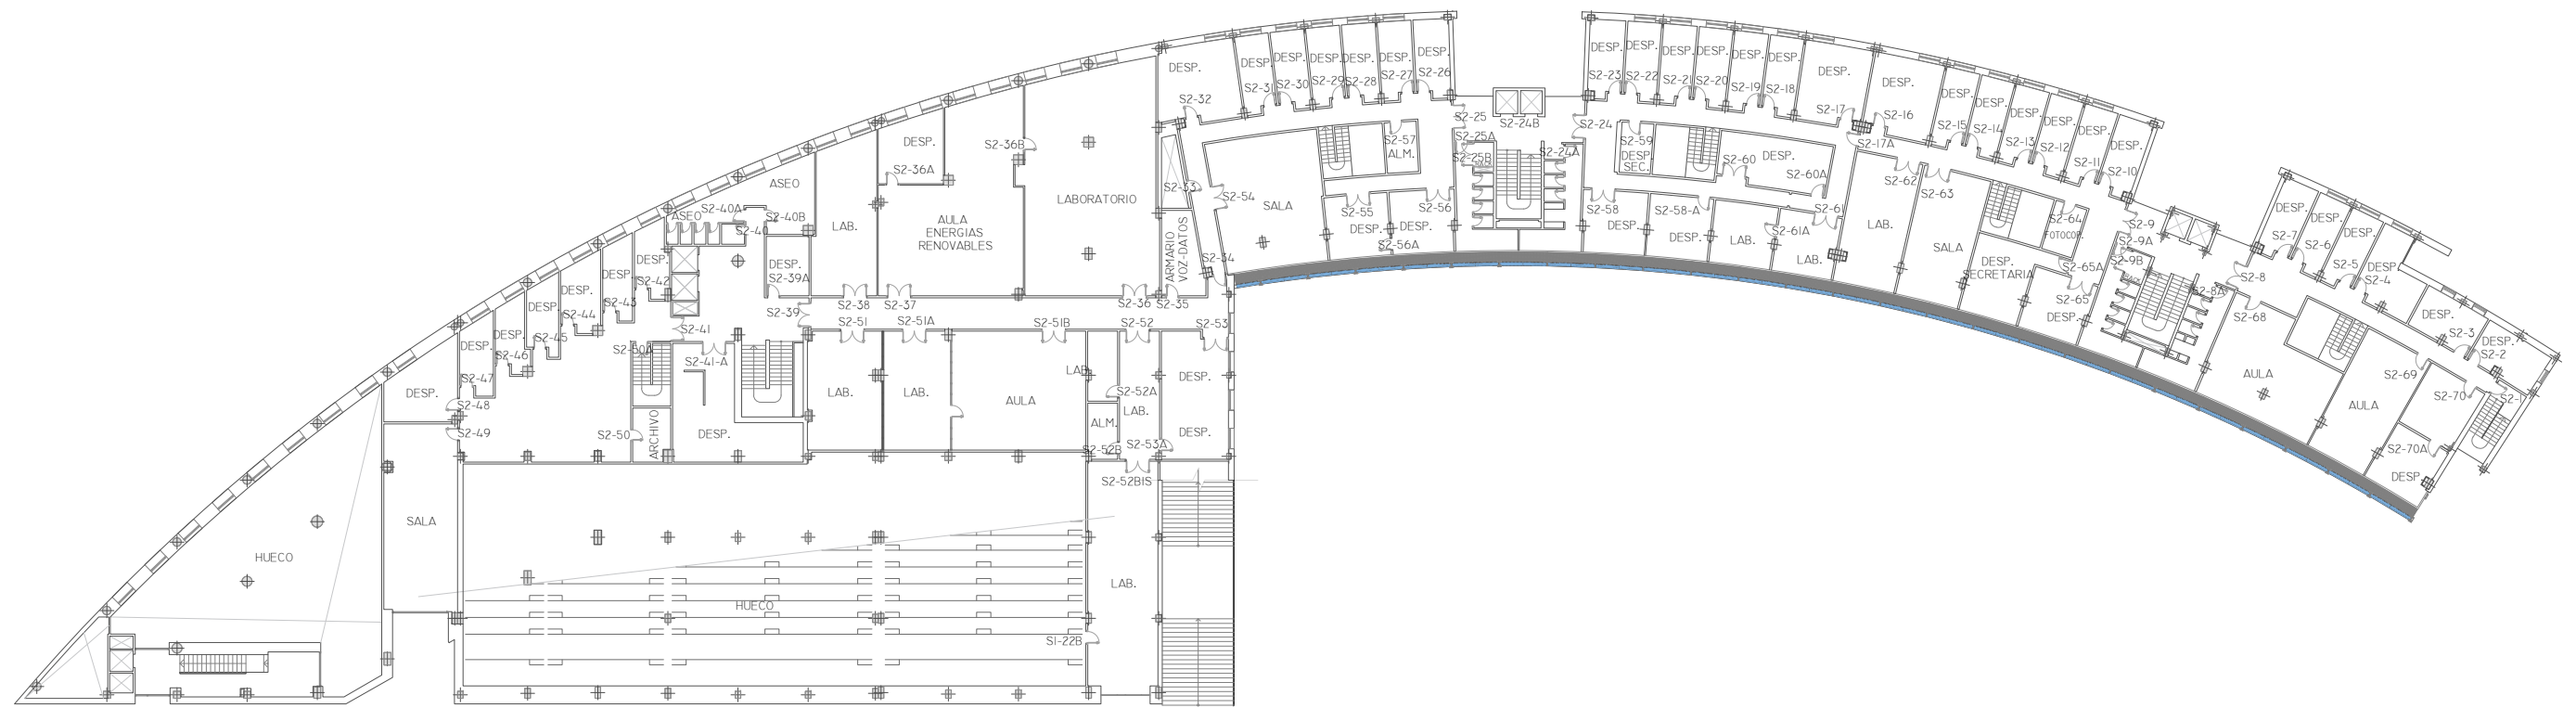 DESP.
S2-32
DESP.
S2-31
DESP.
S2-30
DESP.
S2-29
DESP.
S2-28
DESP.
S2-27
DESP.
S2-26
DESP.
S2-23
DESP.
S2-22
DESP.
S2-21
DESP.
S2-20
DESP.
S2-19
DESP.
S2-18
DESP.
S2-17
DESP.
S2-16
S2-17A
DESP.
S2-15
DESP.
S2-14
DESP.
S2-13
DESP.
S2-12
DESP.
S2-11
DESP.
S2-10
S2-25
S2-25A
S2-25B
S2-24B
S2-24
S2-24A
S2-57
ALM.
S2-59
DESP.
SEC.
S2-60
DESP.
S2-60A
S2-61
S2-62
S2-63
S2-33
S2-54
SALA
S2-55
DESP.
S2-56
DESP.
S2-56A
S2-58
DESP.
S2-58-A
DESP.
LAB.
S2-61A
LAB.
LAB.
SALA
DESP.
SECRETARIA
S2-64
FOTOCOP.
S2-65A
S2-65
DESP.
S2-9
S2-9A
S2-9B
S2-8
S2-8A
S2-68
DESP.
S2-7
DESP.
S2-6
DESP.
S2-5
DESP.
S2-4
DESP.
S2-3
DESP.
S2-2
S2-1
AULA
S2-69
AULA
S2-70
S2-70A
DESP.
S2-36B
DESP.
S2-36A
LABORATORIO
AULA
ENERGIAS
RENOVABLES
ARMARIO
VOZ-DATOS
S2-34
S2-35
S2-36
S2-37
S2-38
LAB.
ASEO
S2-40A
ASEO
S2-40B
S2-40
DESP.
S2-39A
S2-39
DESP.
S2-42
DESP.
S2-43
DESP.
S2-44
DESP.
S2-45
DESP.
S2-46
DESP.
S2-47
DESP.
S2-48
S2-49
S2-41
S2-50A
S2-41-A
S2-51
S2-51A
S2-51B
S2-52
S2-53
LAB.
LAB.
AULA
LAB.
S2-52A
LAB.
ALM.
S2-52B
S2-53A
DESP.
DESP.
S2-52BIS
S2-50
ARCHIVO
DESP.
SALA
HUECO
HUECO
LAB.
S1-22B